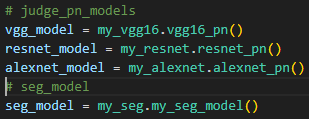 # judge_pn_models
vgg_model = my_vgg16.vgg16_pn()
resnet_model = my_resnet.resnet_pn()
alexnet_model = my_alexnet.alexnet_pn()
# seg_model
seg_model = my_seg.my_seg_model()